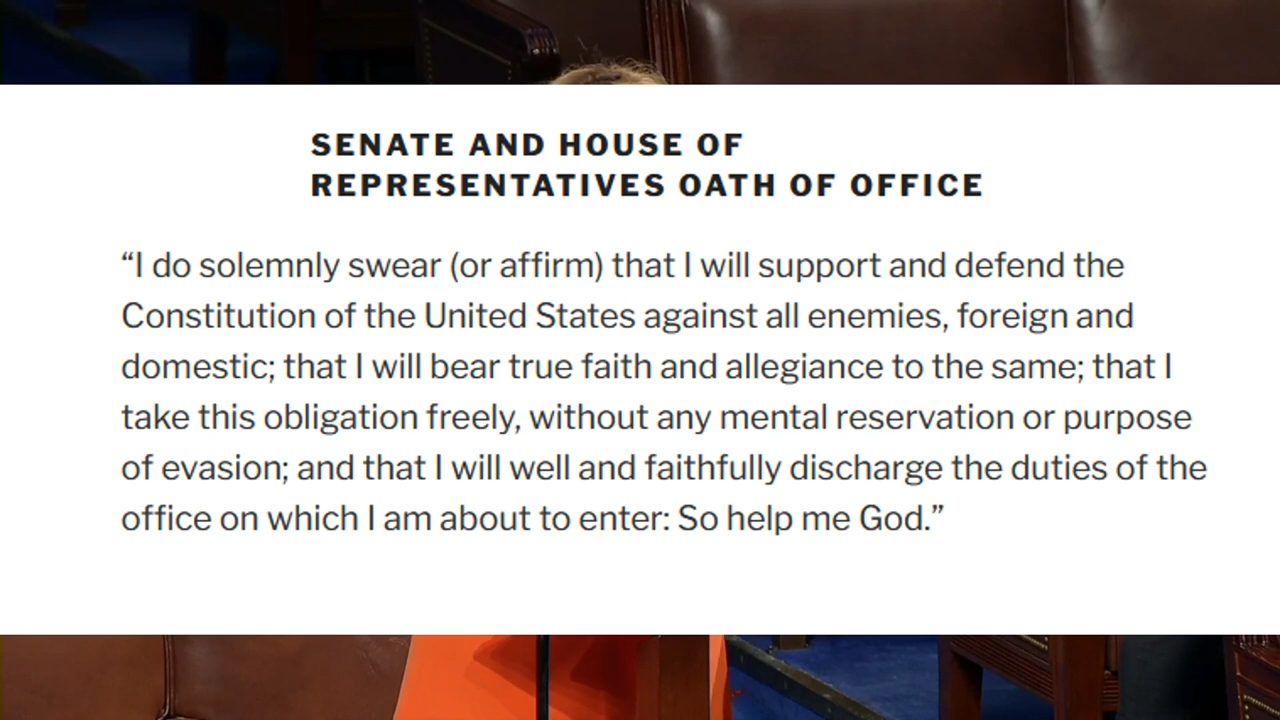 SENATE AND HOUSE OF
REPRESENTATIVES OATH OF OFFICE
“I do solemnly swear (or affirm) that I will support and defend the
Constitution of the United States against all enemies, foreign and
domestic; that I will bear true faith and allegiance to the same; that I
take this obligation freely, without any mental reservation or purpose
of evasion; and that I will well and faithfully discharge the duties of the
office on which I am about to enter: So help me God.”